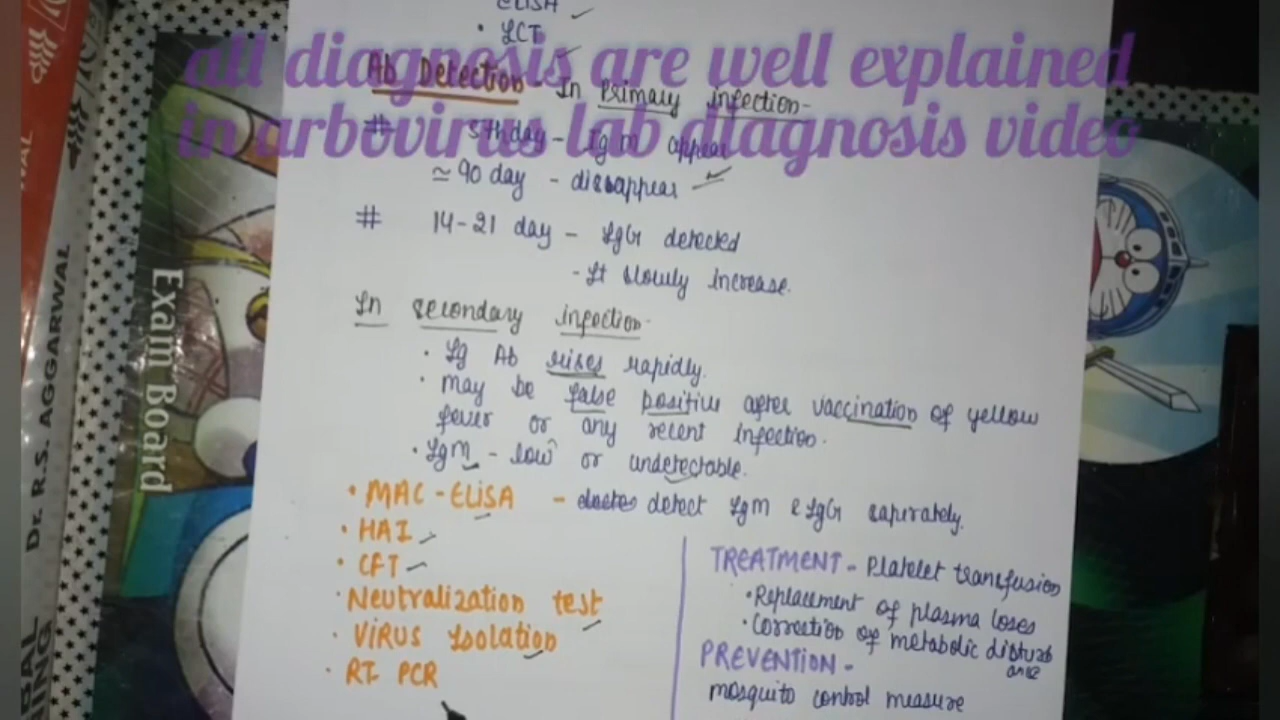 ELISA
• ICT
all diagnosis are well explained
in arbovirus lab diagnosis video
Ab Detection - In Primary infection-
# 5th day - IgM appear
≃ 90 day - disappear
# 14-21 day - IgG detected
- It slowly increase.
In secondary infection-
• Ig Ab rises rapidly.
• may be false positive after vaccination of yellow
fever or any recent infection.
• IgM - low or undetectable.
• MAC-ELISA - detect IgM & IgG saprately.
• HAI
• CFT
• Neutralization test
• Virus Isolation
• RT PCR
TREATMENT - Platelet transfusion
• Replacement of plasma loses
• Correction of metabolic disturb
ance
PREVENTION -
mosquito control measure
Exam Board
DR. R.S. AGGARWAL